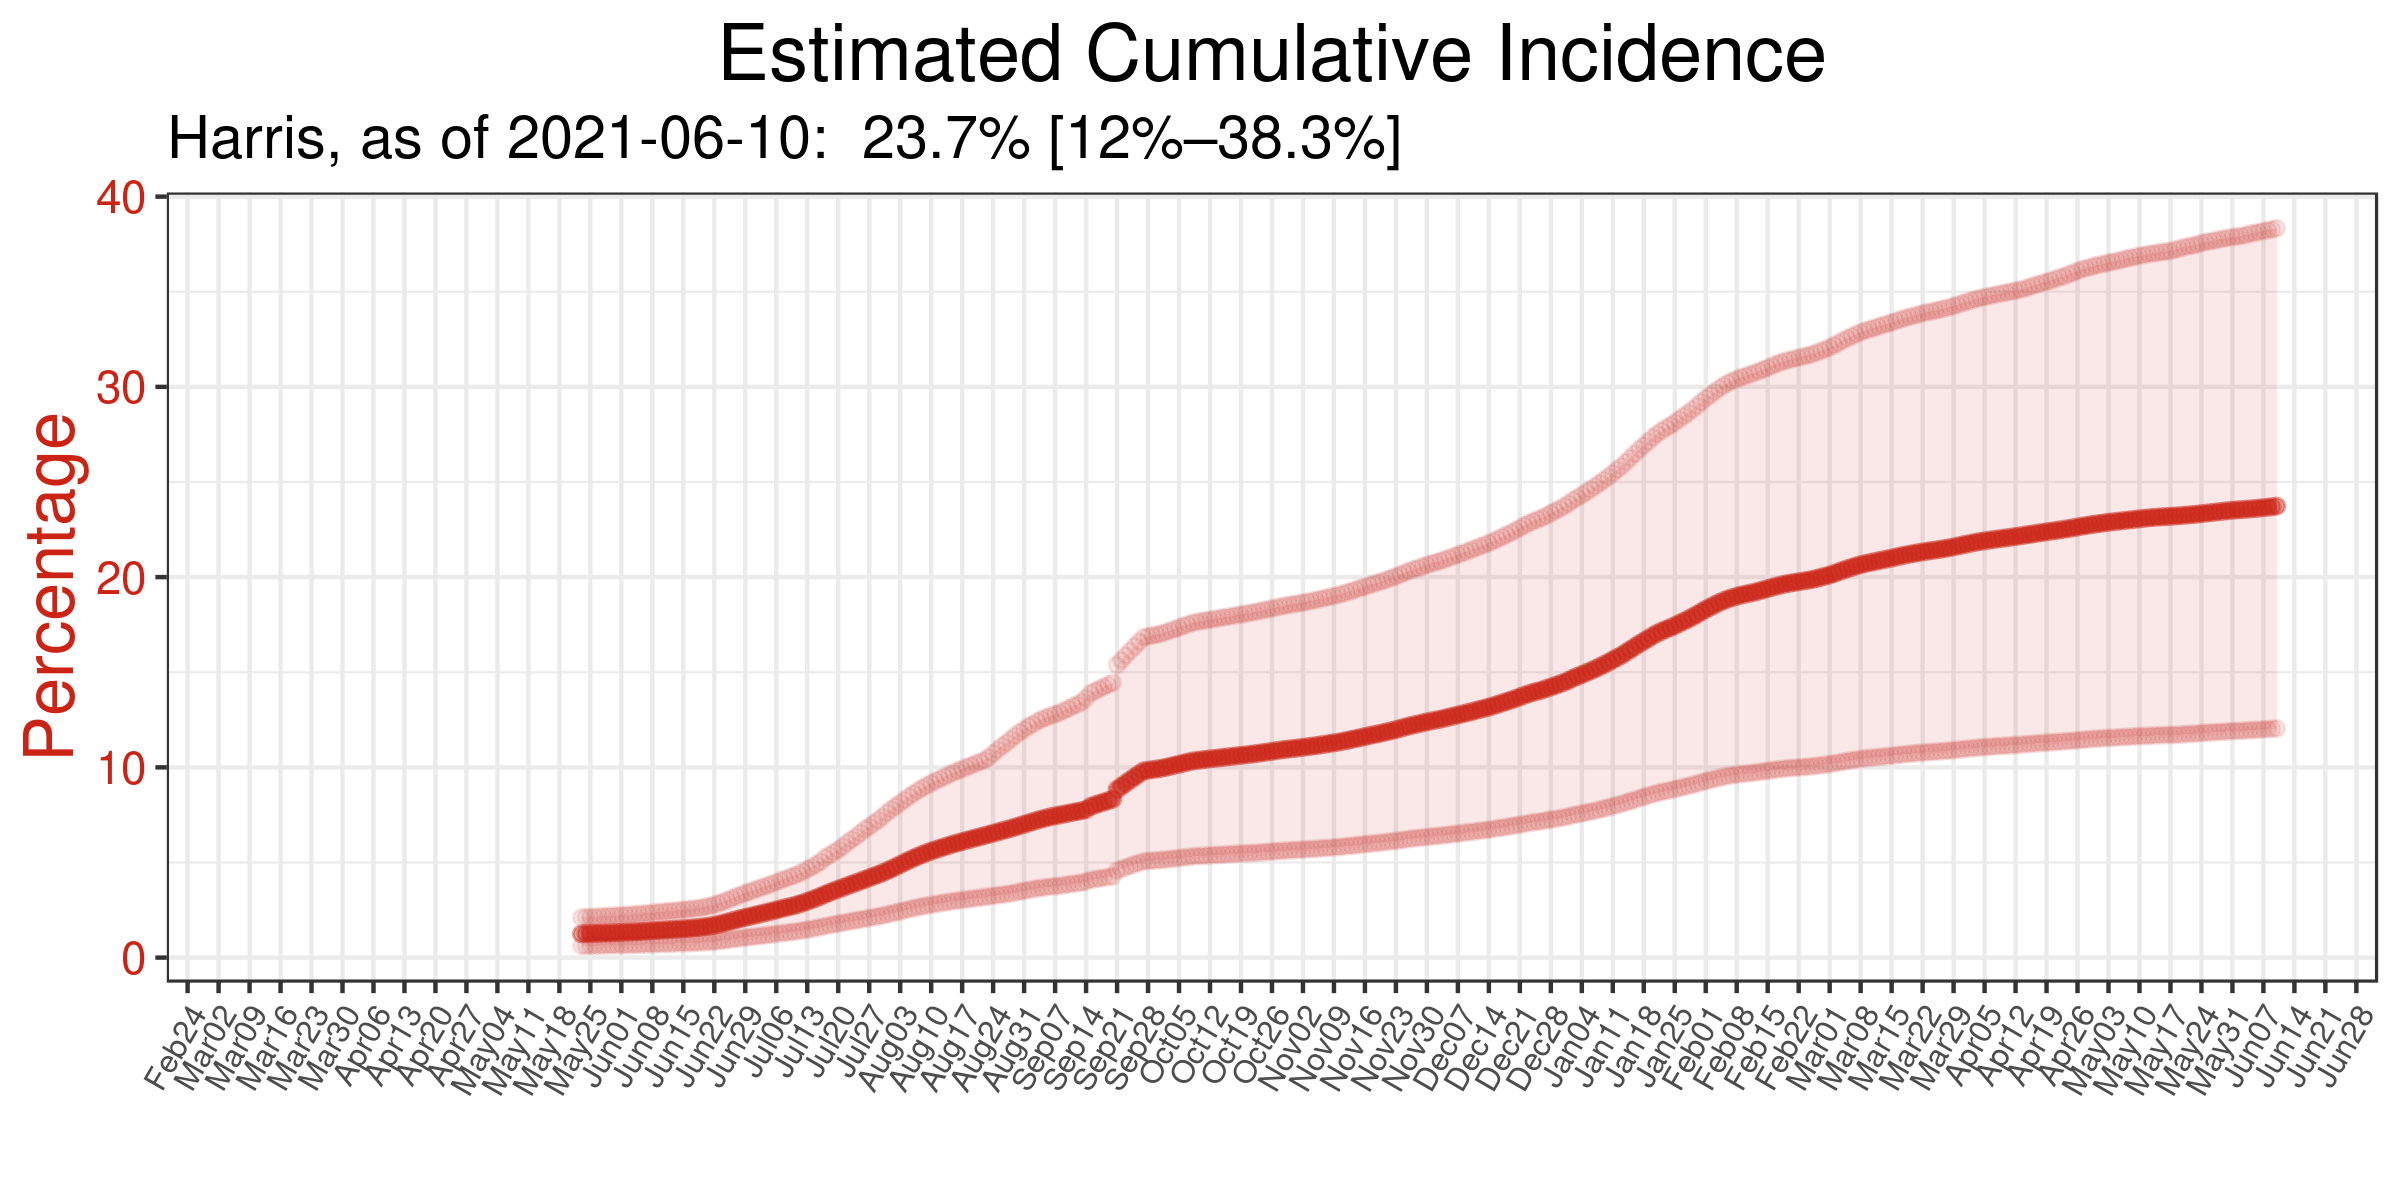 Estimated Cumulative Incidence
Harris, as of 2021-06-10:  23.7% [12%–38.3%]
Percentage
40
30
20
10
0
Feb24
Mar02
Mar09
Mar16
Mar23
Mar30
Apr06
Apr13
Apr20
Apr27
May04
May11
May18
May25
Jun01
Jun08
Jun15
Jun22
Jun29
Jul06
Jul13
Jul20
Jul27
Aug03
Aug10
Aug17
Aug24
Aug31
Sep07
Sep14
Sep21
Sep28
Oct05
Oct12
Oct19
Oct26
Nov02
Nov09
Nov16
Nov23
Nov30
Dec07
Dec14
Dec21
Dec28
Jan04
Jan11
Jan18
Jan25
Feb01
Feb08
Feb15
Feb22
Mar01
Mar08
Mar15
Mar22
Mar29
Apr05
Apr12
Apr19
Apr26
May03
May10
May17
May24
May31
Jun07
Jun14
Jun21
Jun28